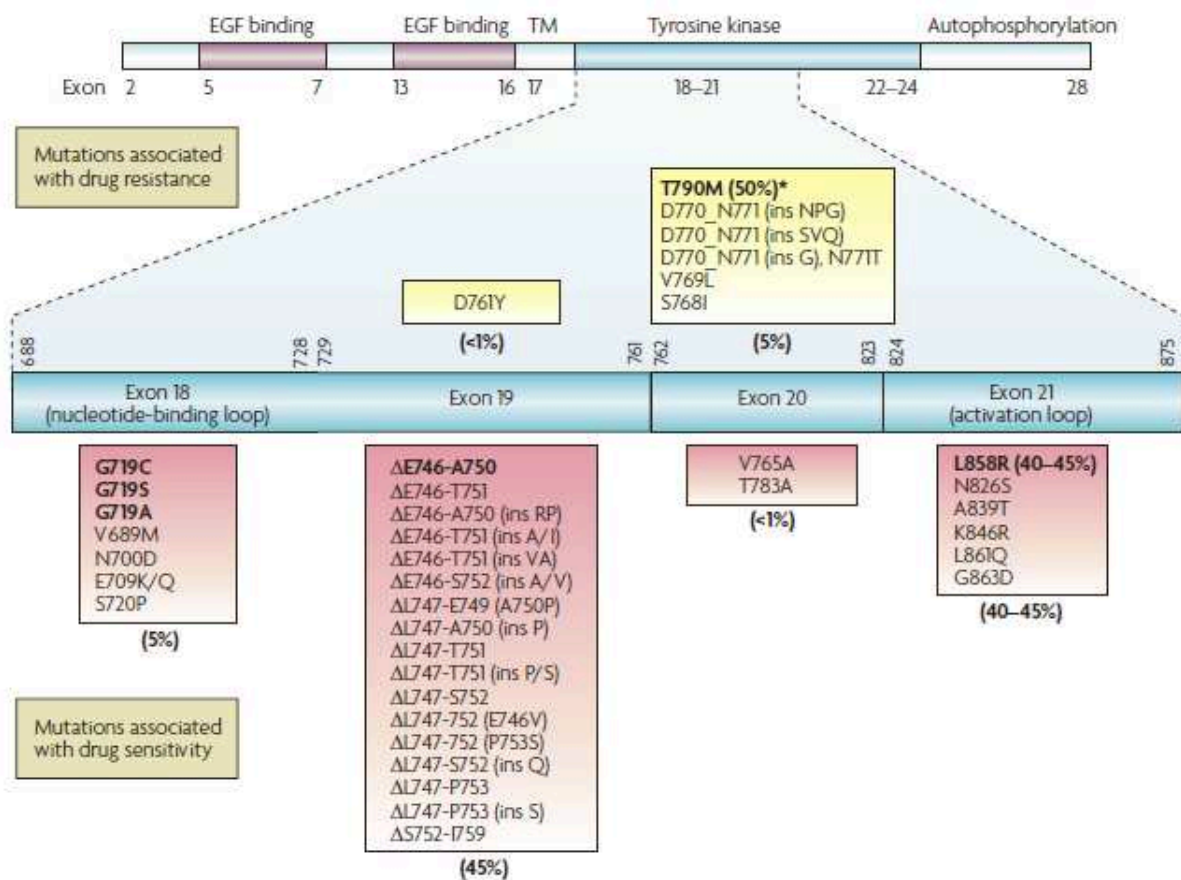 EGF binding EGF binding TM Tyrosine kinase Autophosphorylation
Exon 2 5 7 13 16 17 18–21 22–24 28
Mutations associated
with drug resistance
T790M (50%)*
D770_N771 (ins NPG)
D770_N771 (ins SVQ)
D770_N771 (ins G), N771T
V769L
S768I
(5%)
D761Y
(<1%)
688 728 729 761 762 823 824 875
Exon 18
(nucleotide-binding loop)
Exon 19
Exon 20
Exon 21
(activation loop)
G719C
G719S
G719A
V689M
N700D
E709K/Q
S720P
(5%)
ΔE746-A750
ΔE746-T751
ΔE746-A750 (ins RP)
ΔE746-T751 (ins A/I)
ΔE746-T751 (ins VA)
ΔE746-S752 (ins A/V)
ΔL747-E749 (A750P)
ΔL747-A750 (ins P)
ΔL747-T751
ΔL747-T751 (ins P/S)
ΔL747-S752
ΔL747-752 (E746V)
ΔL747-752 (P753S)
ΔL747-S752 (ins Q)
ΔL747-P753
ΔL747-P753 (ins S)
ΔS752-I759
(45%)
V765A
T783A
(<1%)
L858R (40–45%)
N826S
A839T
K846R
L861Q
G863D
(40–45%)
Mutations associated
with drug sensitivity